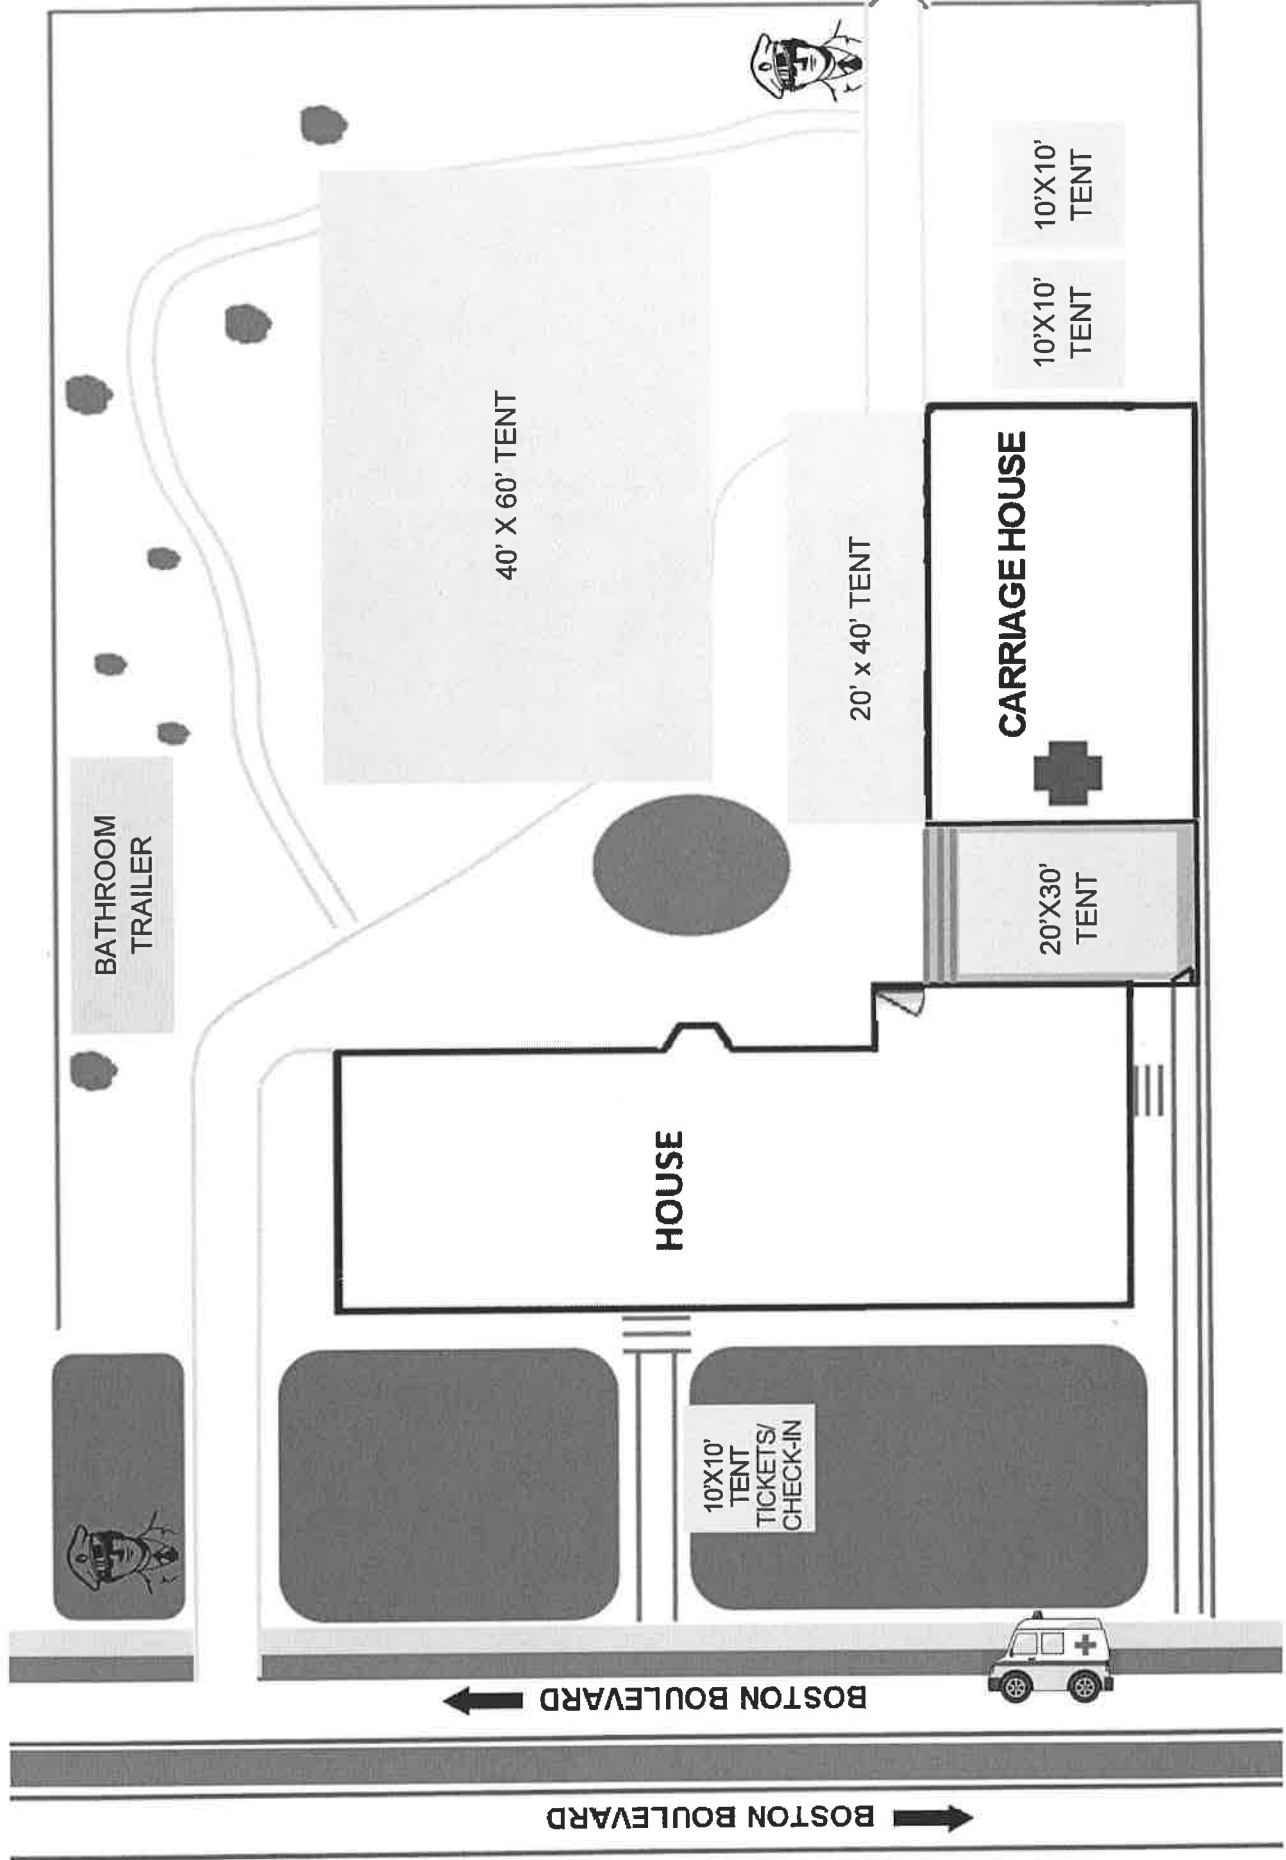 BATHROOM
TRAILER
40' X 60' TENT
20' x 40' TENT
10'X10'
TENT
10'X10'
TENT
CARRIAGE HOUSE
20'X30'
TENT
HOUSE
10'X10'
TENT
TICKETS/
CHECK-IN
BOSTON BOULEVARD
BOSTON BOULEVARD